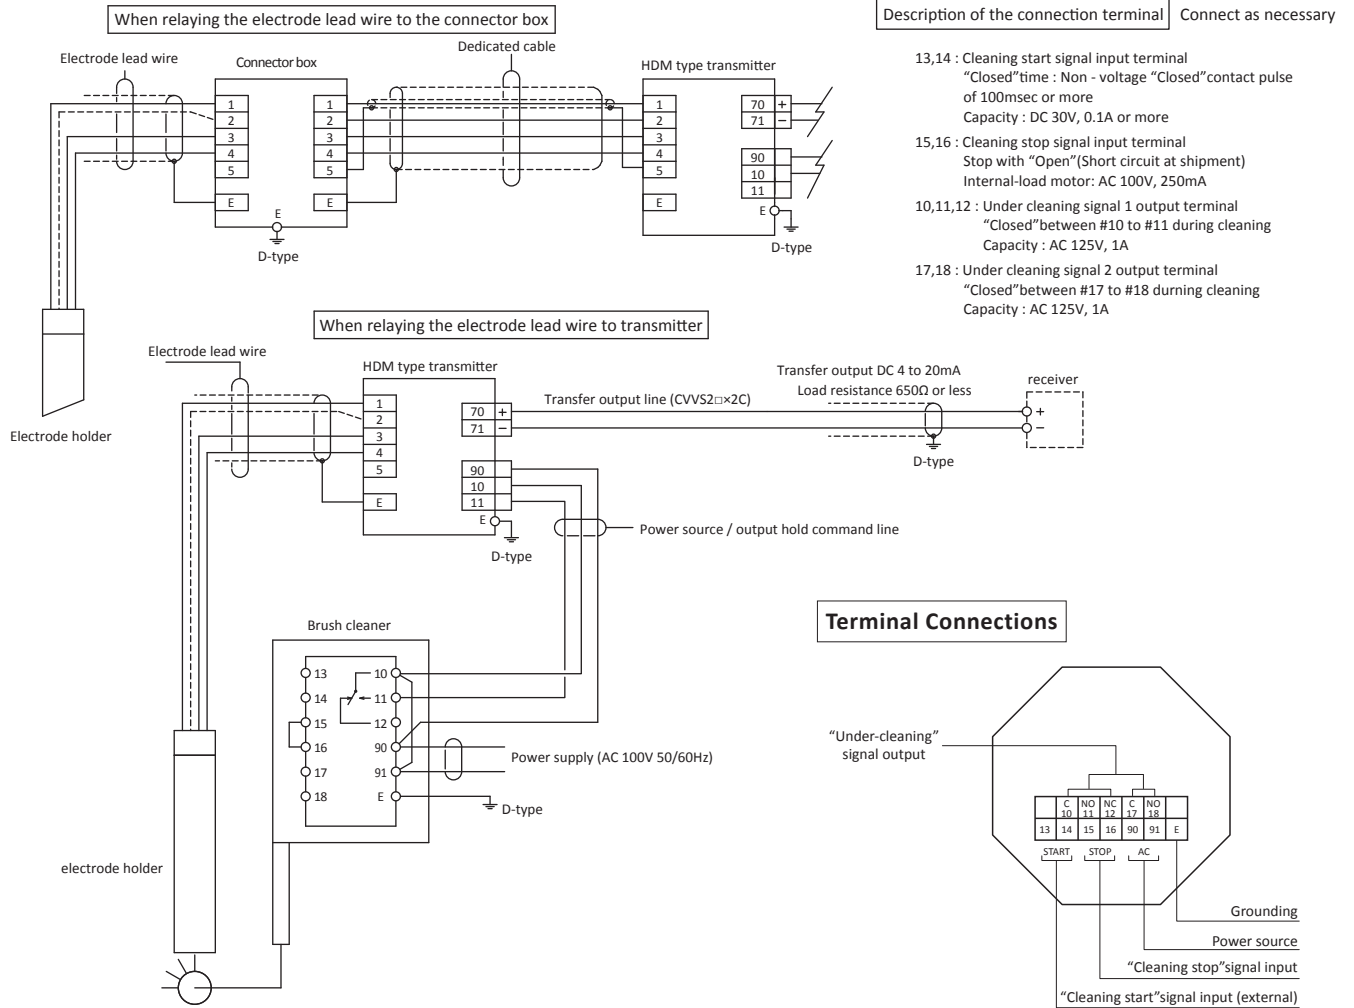 When relaying the electrode lead wire to the connector box
Description of the connection terminal Connect as necessary
Electrode lead wire
Connector box
Dedicated cable
HDM type transmitter
1
2
3
4
5
E
1
2
3
4
5
E
E
D-type
1
2
3
4
5
E
70 +
71 −
90
10
11
E
D-type
Electrode holder
13,14 : Cleaning start signal input terminal
“Closed”time : Non - voltage “Closed”contact pulse
of 100msec or more
Capacity : DC 30V, 0.1A or more
15,16 : Cleaning stop signal input terminal
Stop with “Open”(Short circuit at shipment)
Internal-load motor: AC 100V, 250mA
10,11,12 : Under cleaning signal 1 output terminal
“Closed”between #10 to #11 during cleaning
Capacity : AC 125V, 1A
17,18 : Under cleaning signal 2 output terminal
“Closed”between #17 to #18 durning cleaning
Capacity : AC 125V, 1A
When relaying the electrode lead wire to transmitter
Electrode lead wire
HDM type transmitter
1
2
3
4
5
E
70 +
71 −
90
10
11
E
D-type
Transfer output line (CVVS2□×2C)
Transfer output DC 4 to 20mA
Load resistance 650Ω or less
receiver
+
−
D-type
Power source / output hold command line
Brush cleaner
13
14
15
16
17
18
10
11
12
90
91
E
Power supply (AC 100V 50/60Hz)
D-type
electrode holder
Terminal Connections
“Under-cleaning”
signal output
C NO NC C NO
10 11 12 17 18
13 14 15 16 90 91 E
START STOP AC
Grounding
Power source
“Cleaning stop”signal input
“Cleaning start”signal input (external)